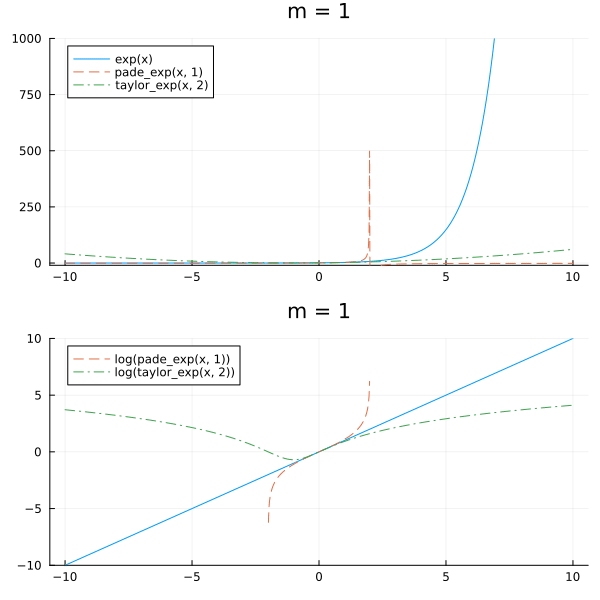 m = 1
1000
750
500
250
0
exp(x)
pade_exp(x, 1)
taylor_exp(x, 2)
−10 −5 0 5 10
m = 1
10
5
0
−5
−10
log(pade_exp(x, 1))
log(taylor_exp(x, 2))
−10 −5 0 5 10